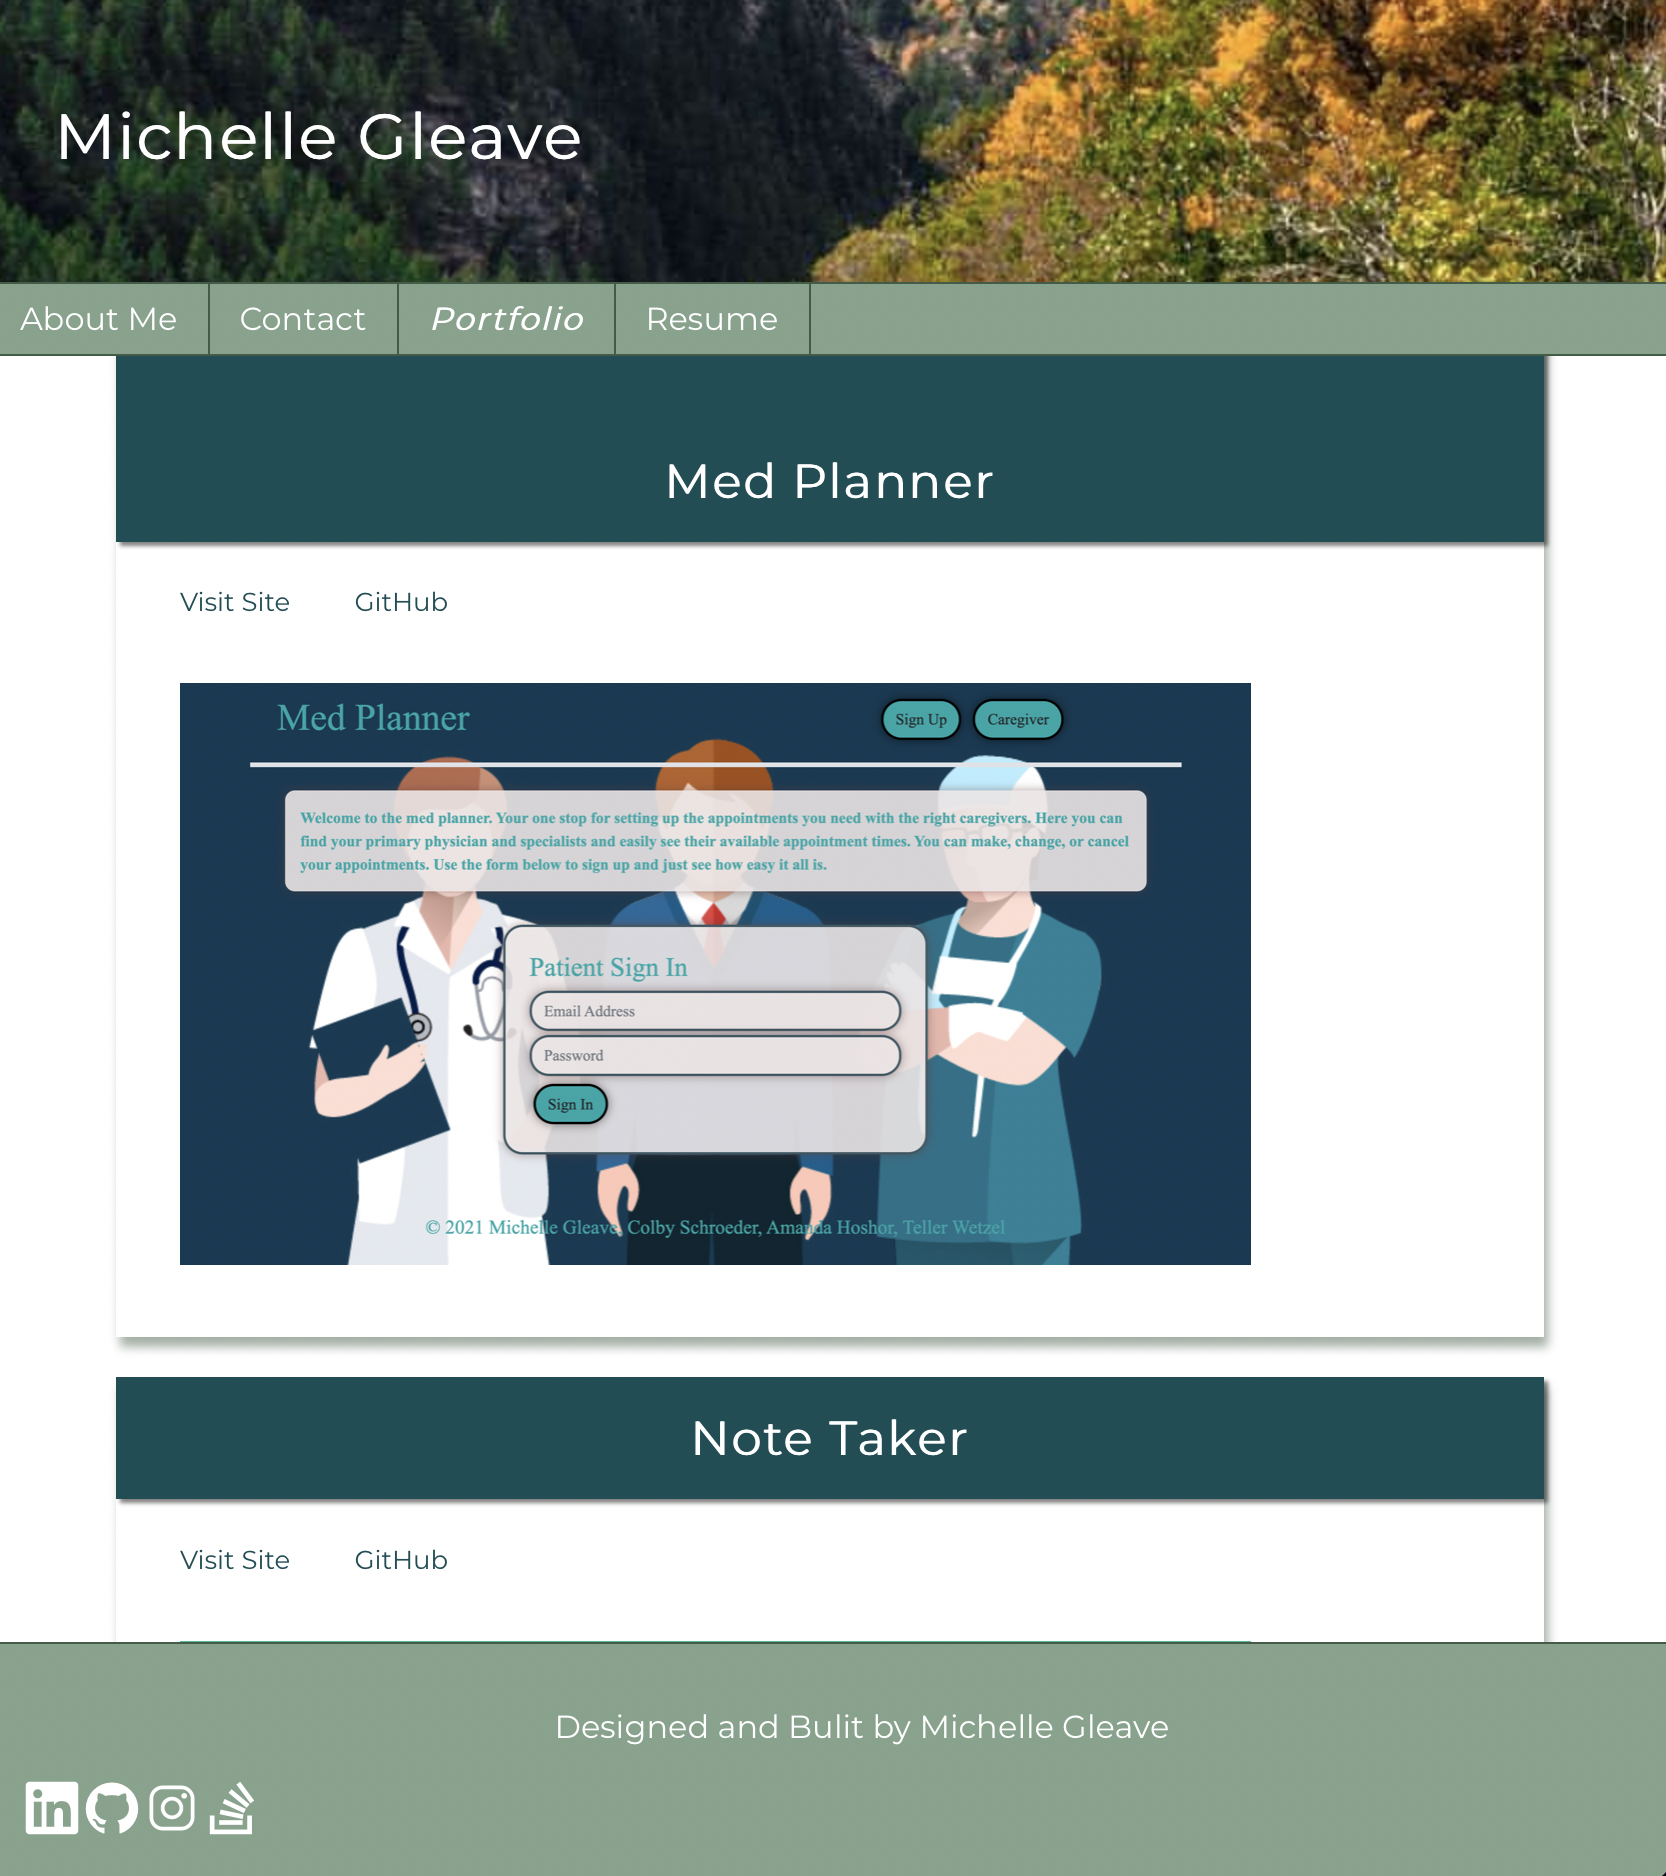 Michelle Gleave
About Me
Contact
Portfolio
Resume
Med Planner
Visit Site
GitHub
Med Planner
Sign Up
Caregiver
Welcome to the med planner. Your one stop for setting up the appointments you need with the right caregivers. Here you can
find your primary physician and specialists and easily see their available appointment times. You can make, change, or cancel
your appointments. Use the form below to sign up and just see how easy it all is.
Patient Sign In
Email Address
Password
Sign In
© 2021 Michelle Gleave, Colby Schroeder, Amanda Hoshor, Teller Wetzel
Note Taker
Visit Site
GitHub
Designed and Bulit by Michelle Gleave
in